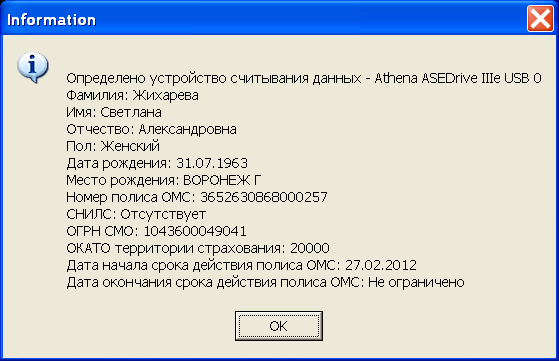 Information
Определено устройство считывания данных - Athena ASEDrive IIIe USB 0
Фамилия: Жихарева
Имя: Светлана
Отчество: Александровна
Пол: Женский
Дата рождения: 31.07.1963
Место рождения: ВОРОНЕЖ Г
Номер полиса ОМС: 3652630868000257
СНИЛС: Отсутствует
ОГРН СМО: 1043600049041
ОКАТО территории страхования: 20000
Дата начала срока действия полиса ОМС: 27.02.2012
Дата окончания срока действия полиса ОМС: Не ограничено
OK